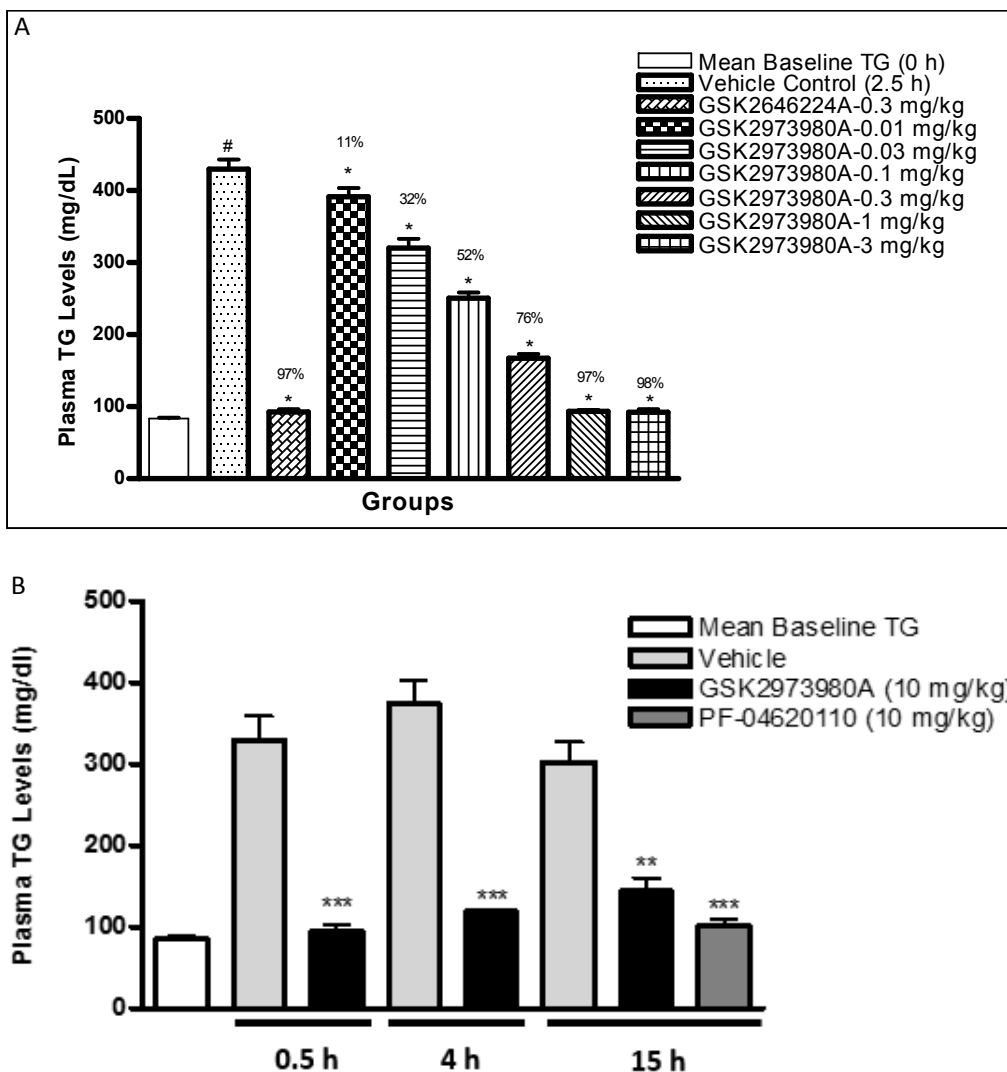 A
Mean Baseline TG (0 h)
Vehicle Control (2.5 h)
GSK2646224A-0.3 mg/kg
GSK2973980A-0.01 mg/kg
GSK2973980A-0.03 mg/kg
GSK2973980A-0.1 mg/kg
GSK2973980A-0.3 mg/kg
GSK2973980A-1 mg/kg
GSK2973980A-3 mg/kg
Plasma TG Levels (mg/dL)
500
400
300
200
100
0
#
97%
*
11%
*
32%
*
52%
*
76%
*
97%
*
98%
*
Groups
B
Mean Baseline TG
Vehicle
GSK2973980A (10 mg/kg)
PF-04620110 (10 mg/kg)
Plasma TG Levels (mg/dl)
500
400
300
200
100
0
***
***
**
***
0.5 h
4 h
15 h